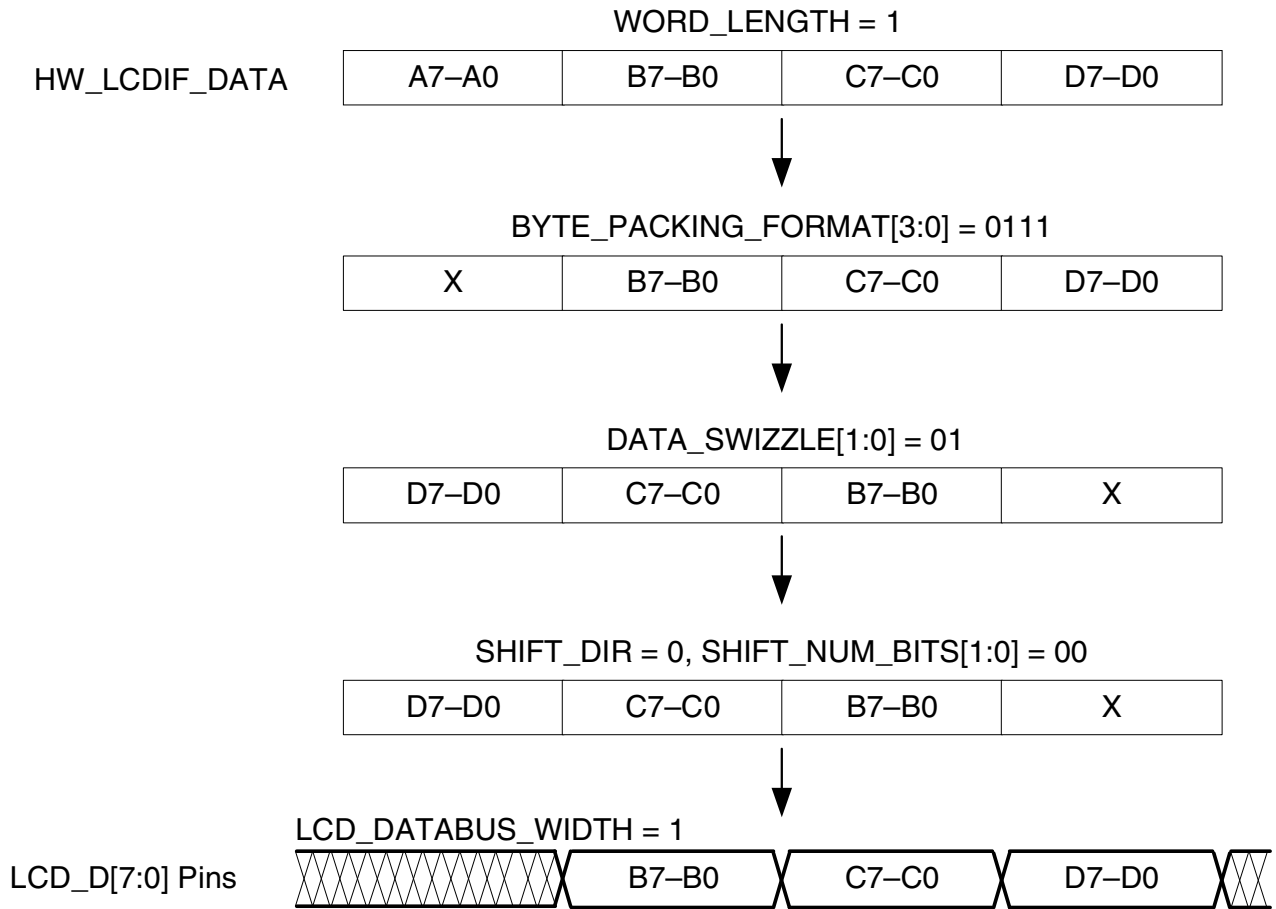 WORD_LENGTH = 1
HW_LCDIF_DATA A7–A0 B7–B0 C7–C0 D7–D0
BYTE_PACKING_FORMAT[3:0] = 0111
X B7–B0 C7–C0 D7–D0
DATA_SWIZZLE[1:0] = 01
D7–D0 C7–C0 B7–B0 X
SHIFT_DIR = 0, SHIFT_NUM_BITS[1:0] = 00
D7–D0 C7–C0 B7–B0 X
LCD_DATABUS_WIDTH = 1
LCD_D[7:0] Pins B7–B0 C7–C0 D7–D0